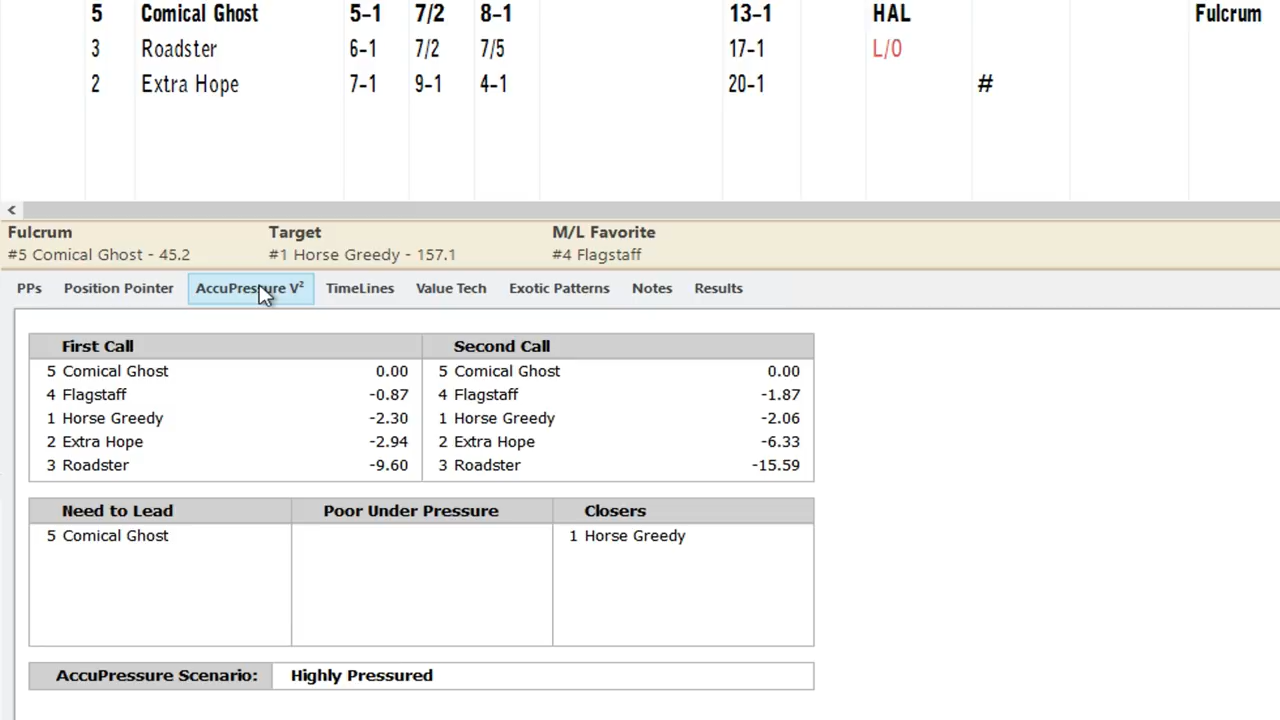 5 Comical Ghost 5-1 7/2 8-1 13-1 HAL Fulcrum
3 Roadster 6-1 7/2 7/5 17-1 L/O
2 Extra Hope 7-1 9-1 4-1 20-1 #
Fulcrum Target M/L Favorite
#5 Comical Ghost - 45.2 #1 Horse Greedy - 157.1 #4 Flagstaff
PPs Position Pointer AccuPressure V² TimeLines Value Tech Exotic Patterns Notes Results
First Call Second Call
5 Comical Ghost 0.00 5 Comical Ghost 0.00
4 Flagstaff -0.87 4 Flagstaff -1.87
1 Horse Greedy -2.30 1 Horse Greedy -2.06
2 Extra Hope -2.94 2 Extra Hope -6.33
3 Roadster -9.60 3 Roadster -15.59
Need to Lead Poor Under Pressure Closers
5 Comical Ghost 1 Horse Greedy
AccuPressure Scenario: Highly Pressured